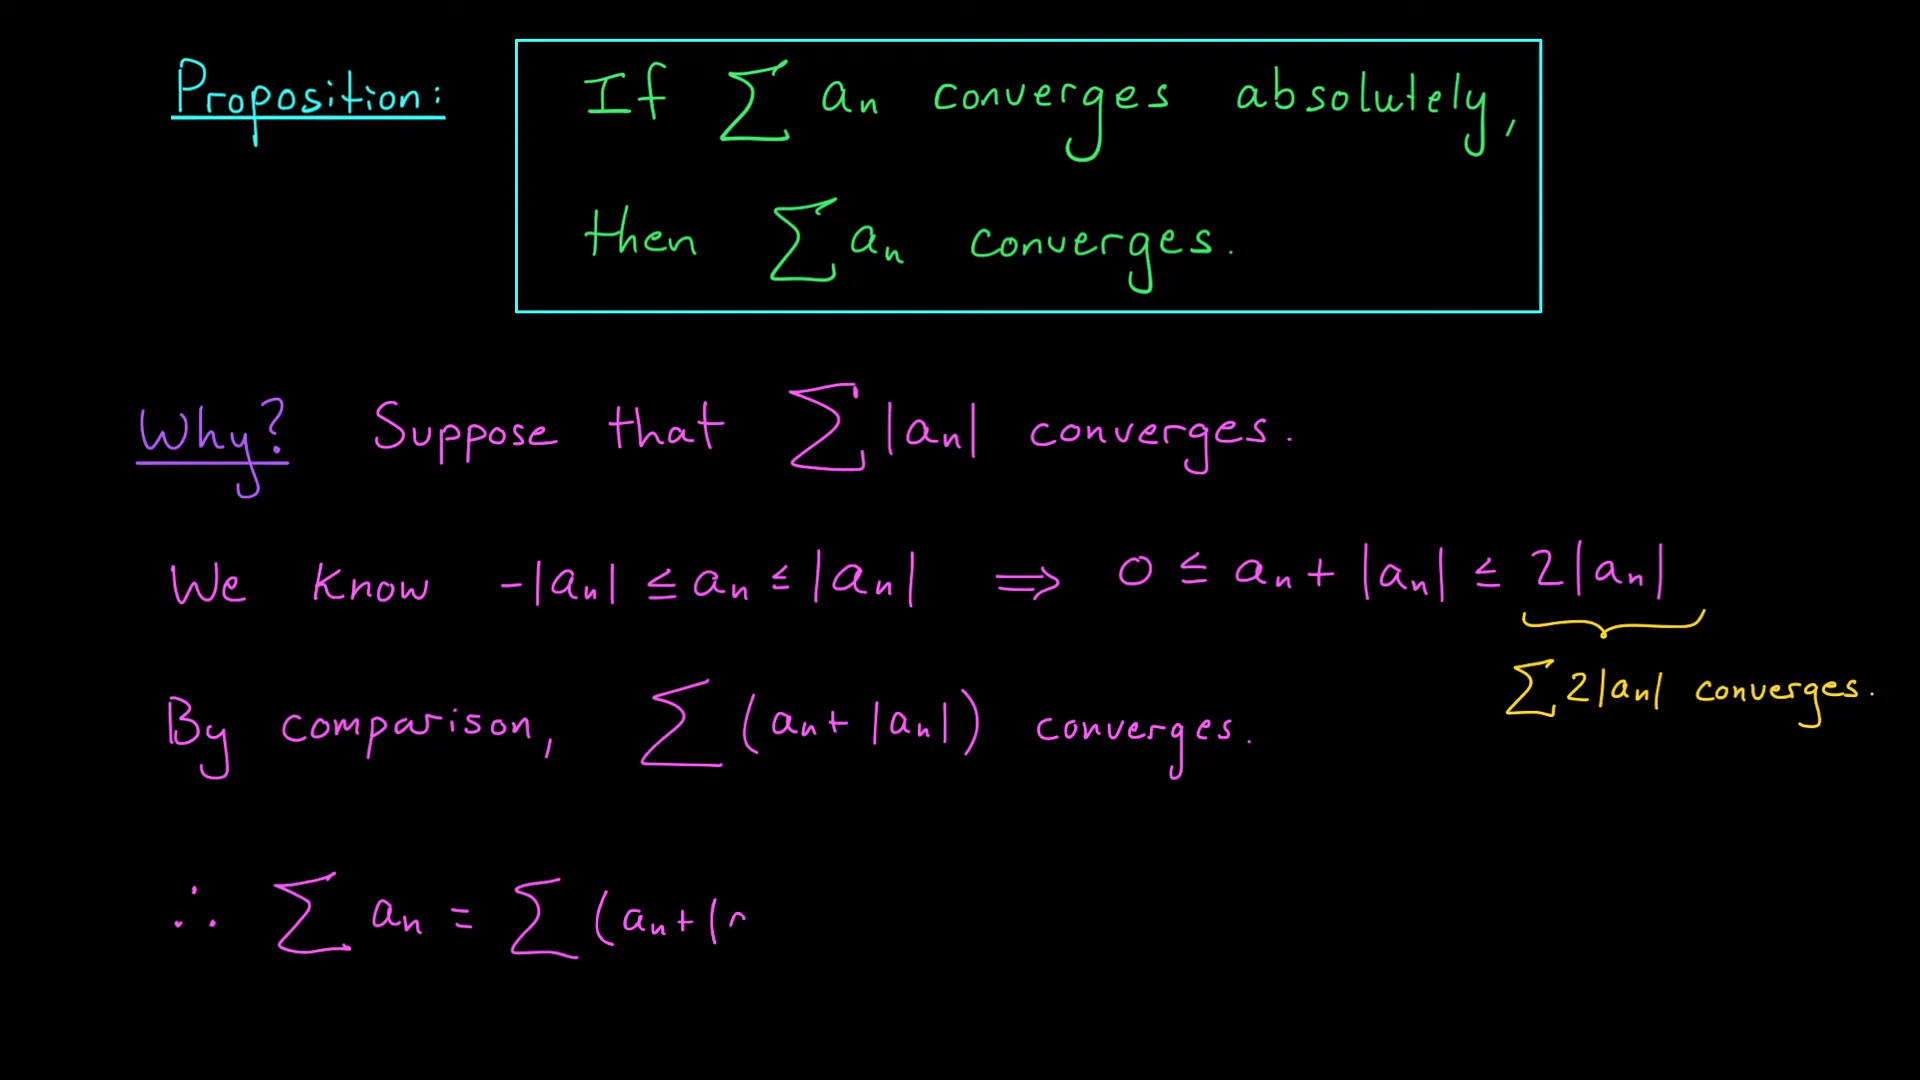 Proposition: If ∑ aₙ converges absolutely,
then ∑ aₙ converges.
Why? Suppose that ∑ |aₙ| converges.
We know -|aₙ| ≤ aₙ ≤ |aₙ| ⟹ 0 ≤ aₙ + |aₙ| ≤ 2|aₙ|
∑ 2|aₙ| converges.
By comparison, ∑ (aₙ + |aₙ|) converges.
∴ ∑ aₙ = ∑ (aₙ + |